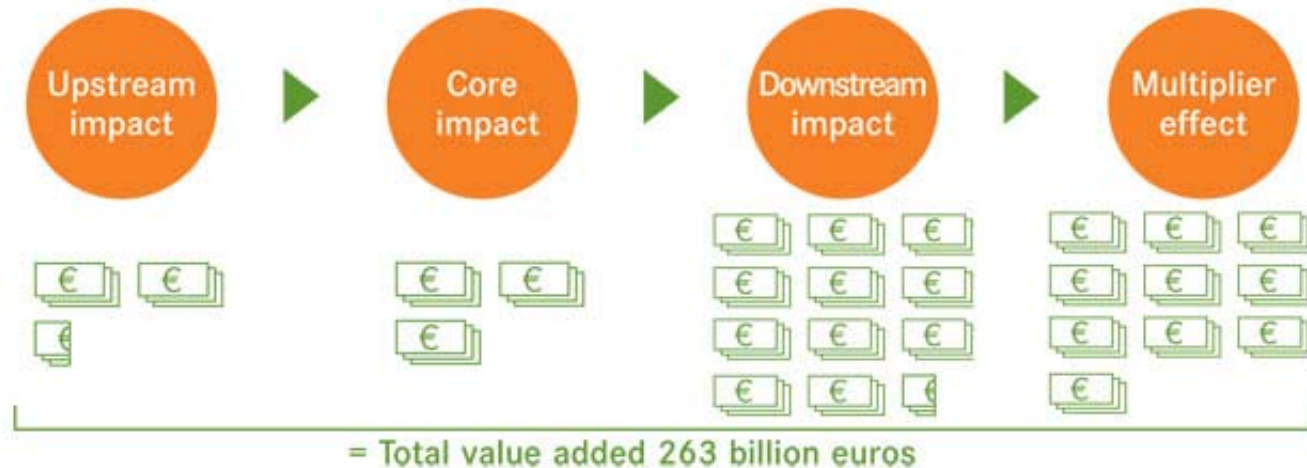 Upstream
impact
Core
impact
Downstream
impact
Multiplier
effect
€ € € € € € € €
€ € € € € € € €
€ € € € € € €
€ € € €
= Total value added 263 billion euros